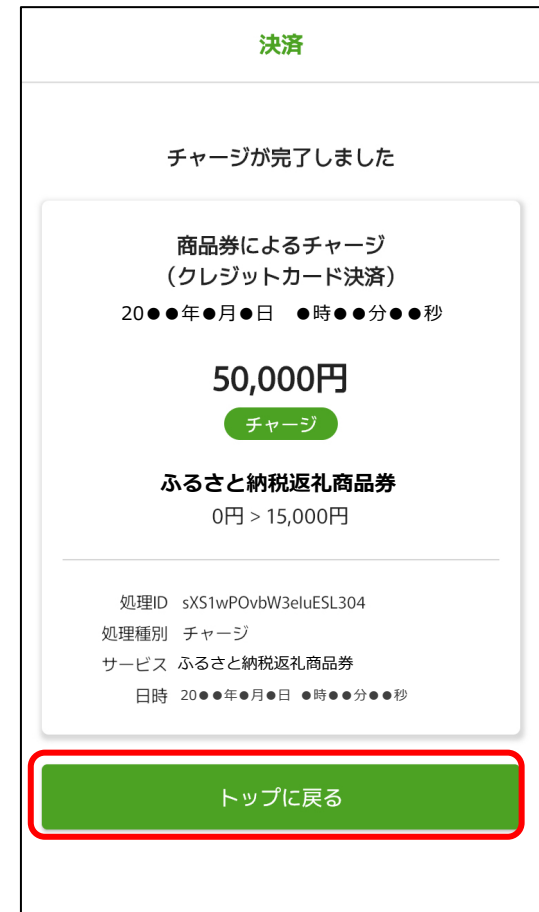 決済
チャージが完了しました
商品券によるチャージ
（クレジットカード決済）
20●●年●月●日　●時●●分●●秒
50,000円
チャージ
ふるさと納税返礼商品券
0円 > 15,000円
処理ID sXS1wPOvbW3eluESL304
処理種別 チャージ
サービス ふるさと納税返礼商品券
日時 20●●年●月●日 ●時●●分●●秒
トップに戻る